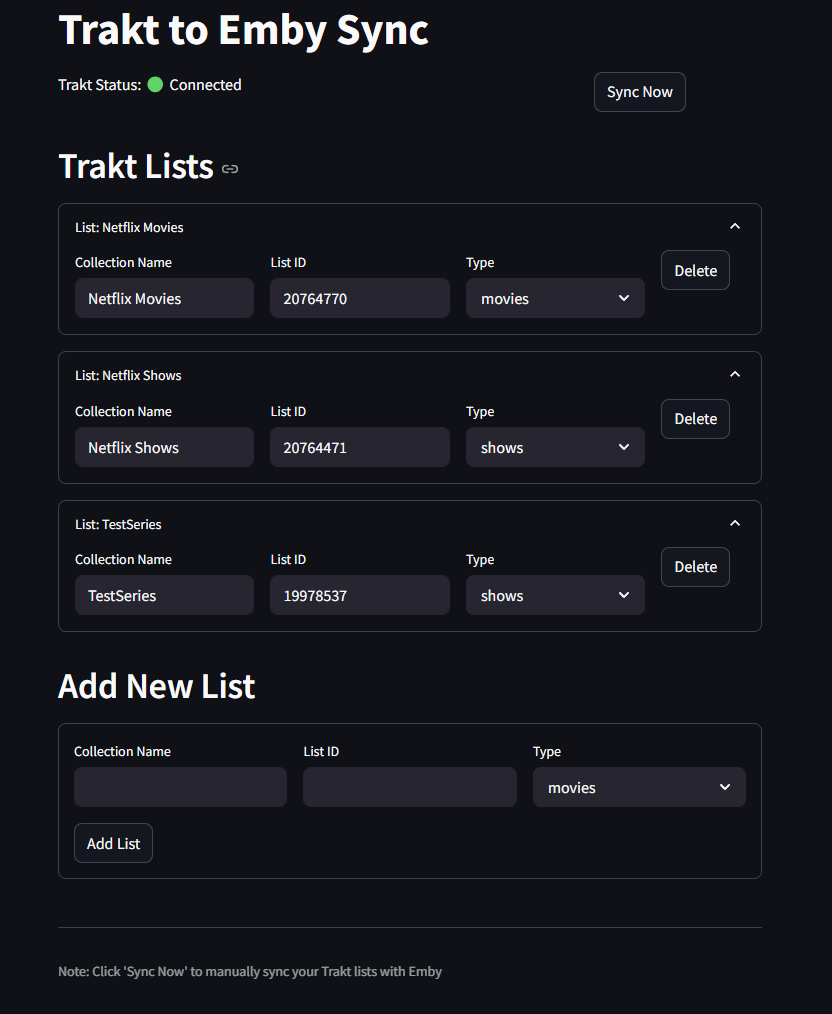 Trakt to Emby Sync
Trakt Status: Connected
Sync Now
Trakt Lists
List: Netflix Movies
Collection Name List ID Type Delete
Netflix Movies 20764770 movies
List: Netflix Shows
Collection Name List ID Type Delete
Netflix Shows 20764471 shows
List: TestSeries
Collection Name List ID Type Delete
TestSeries 19978537 shows
Add New List
Collection Name List ID Type
movies
Add List
Note: Click 'Sync Now' to manually sync your Trakt lists with Emby